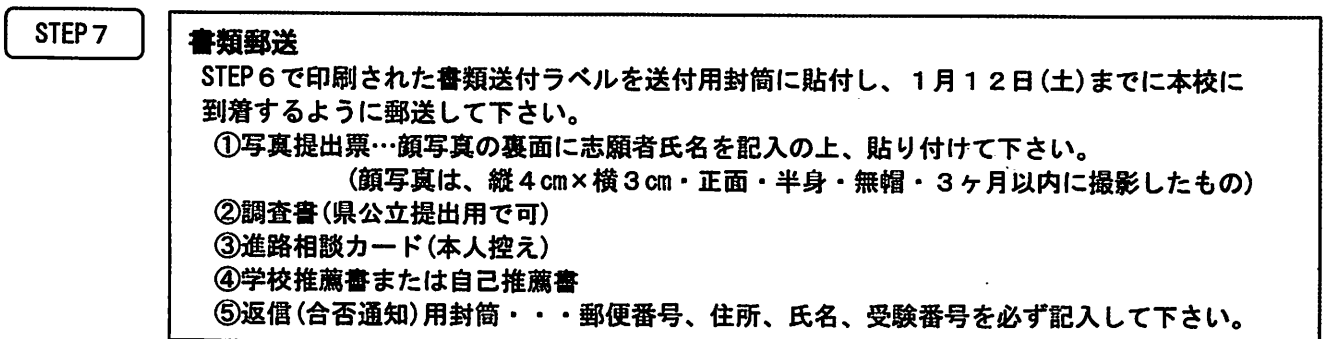 STEP 7
書類郵送
STEP6で印刷された書類送付ラベルを送付用封筒に貼付し、1月12日(土)までに本校に
到着するように郵送して下さい。
①写真提出票…顔写真の裏面に志願者氏名を記入の上、貼り付けて下さい。
(顔写真は、縦4cm×横3cm・正面・半身・無帽・3ヶ月以内に撮影したもの)
②調査書(県公立提出用で可)
③進路相談カード(本人控え)
④学校推薦書または自己推薦書
⑤返信(合否通知)用封筒・・・郵便番号、住所、氏名、受験番号を必ず記入して下さい。